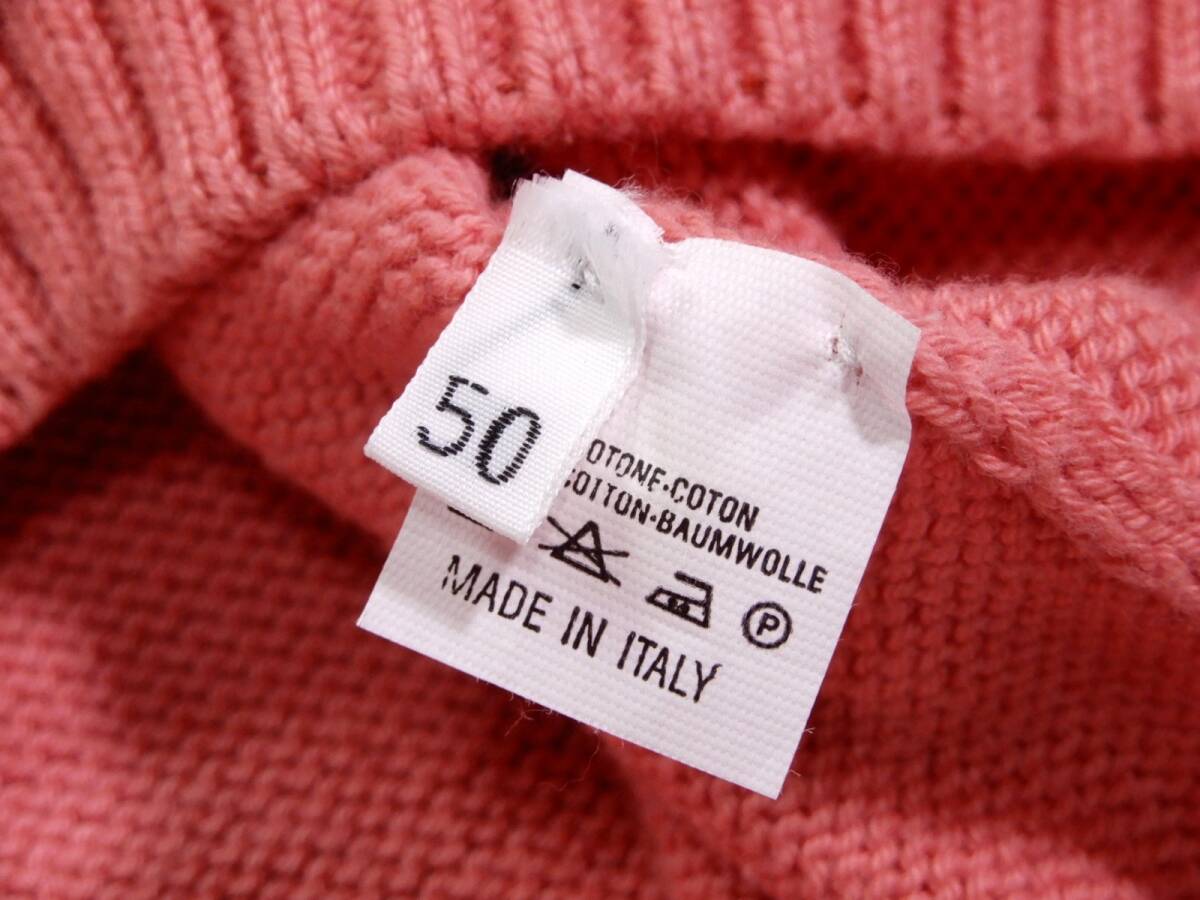 50
OTONE-COTON
COTTON-BAUMWOLLE
P
MADE IN ITALY